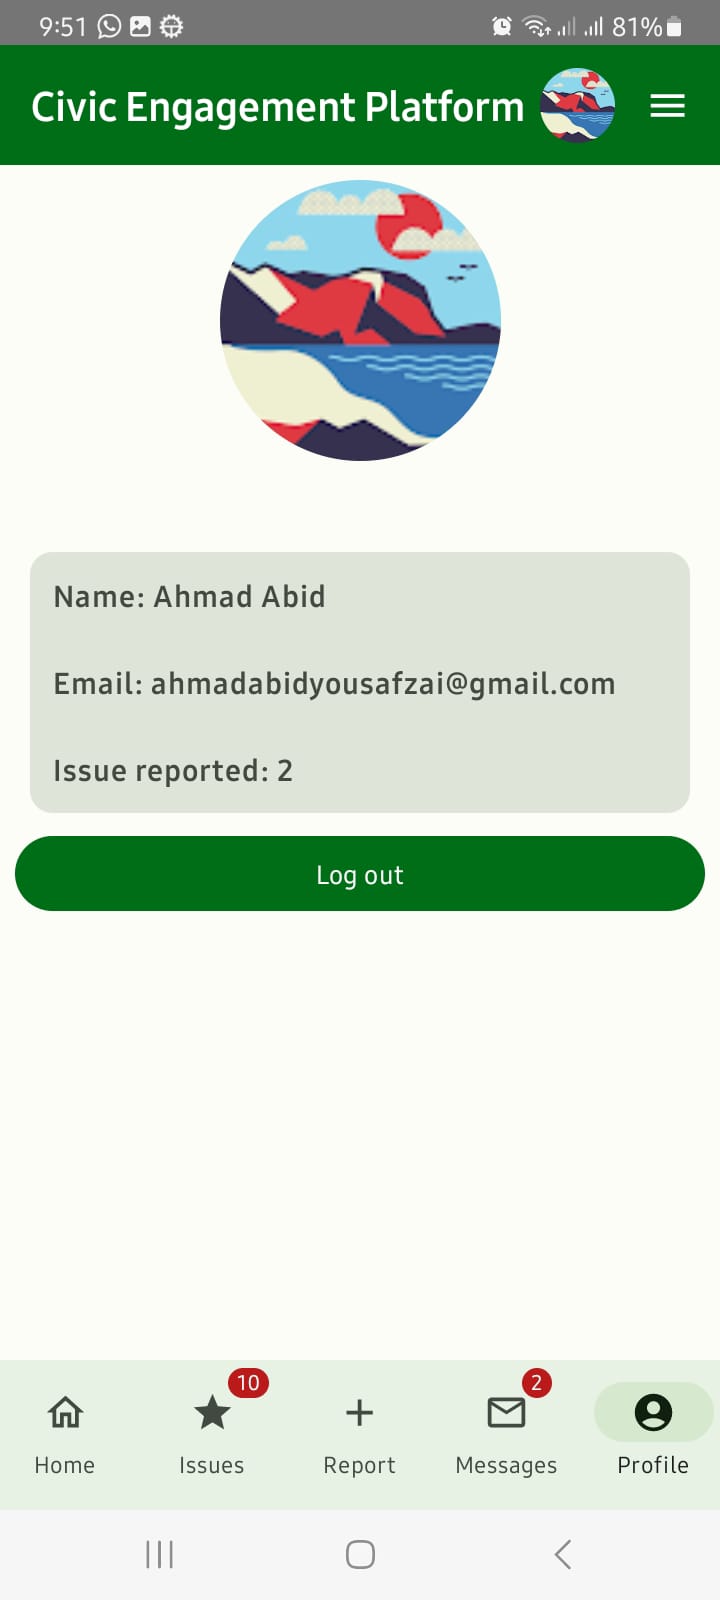 9:51 81%
Civic Engagement Platform
Name: Ahmad Abid
Email: ahmadabidyousafzai@gmail.com
Issue reported: 2
Log out
10 2
Home Issues Report Messages Profile